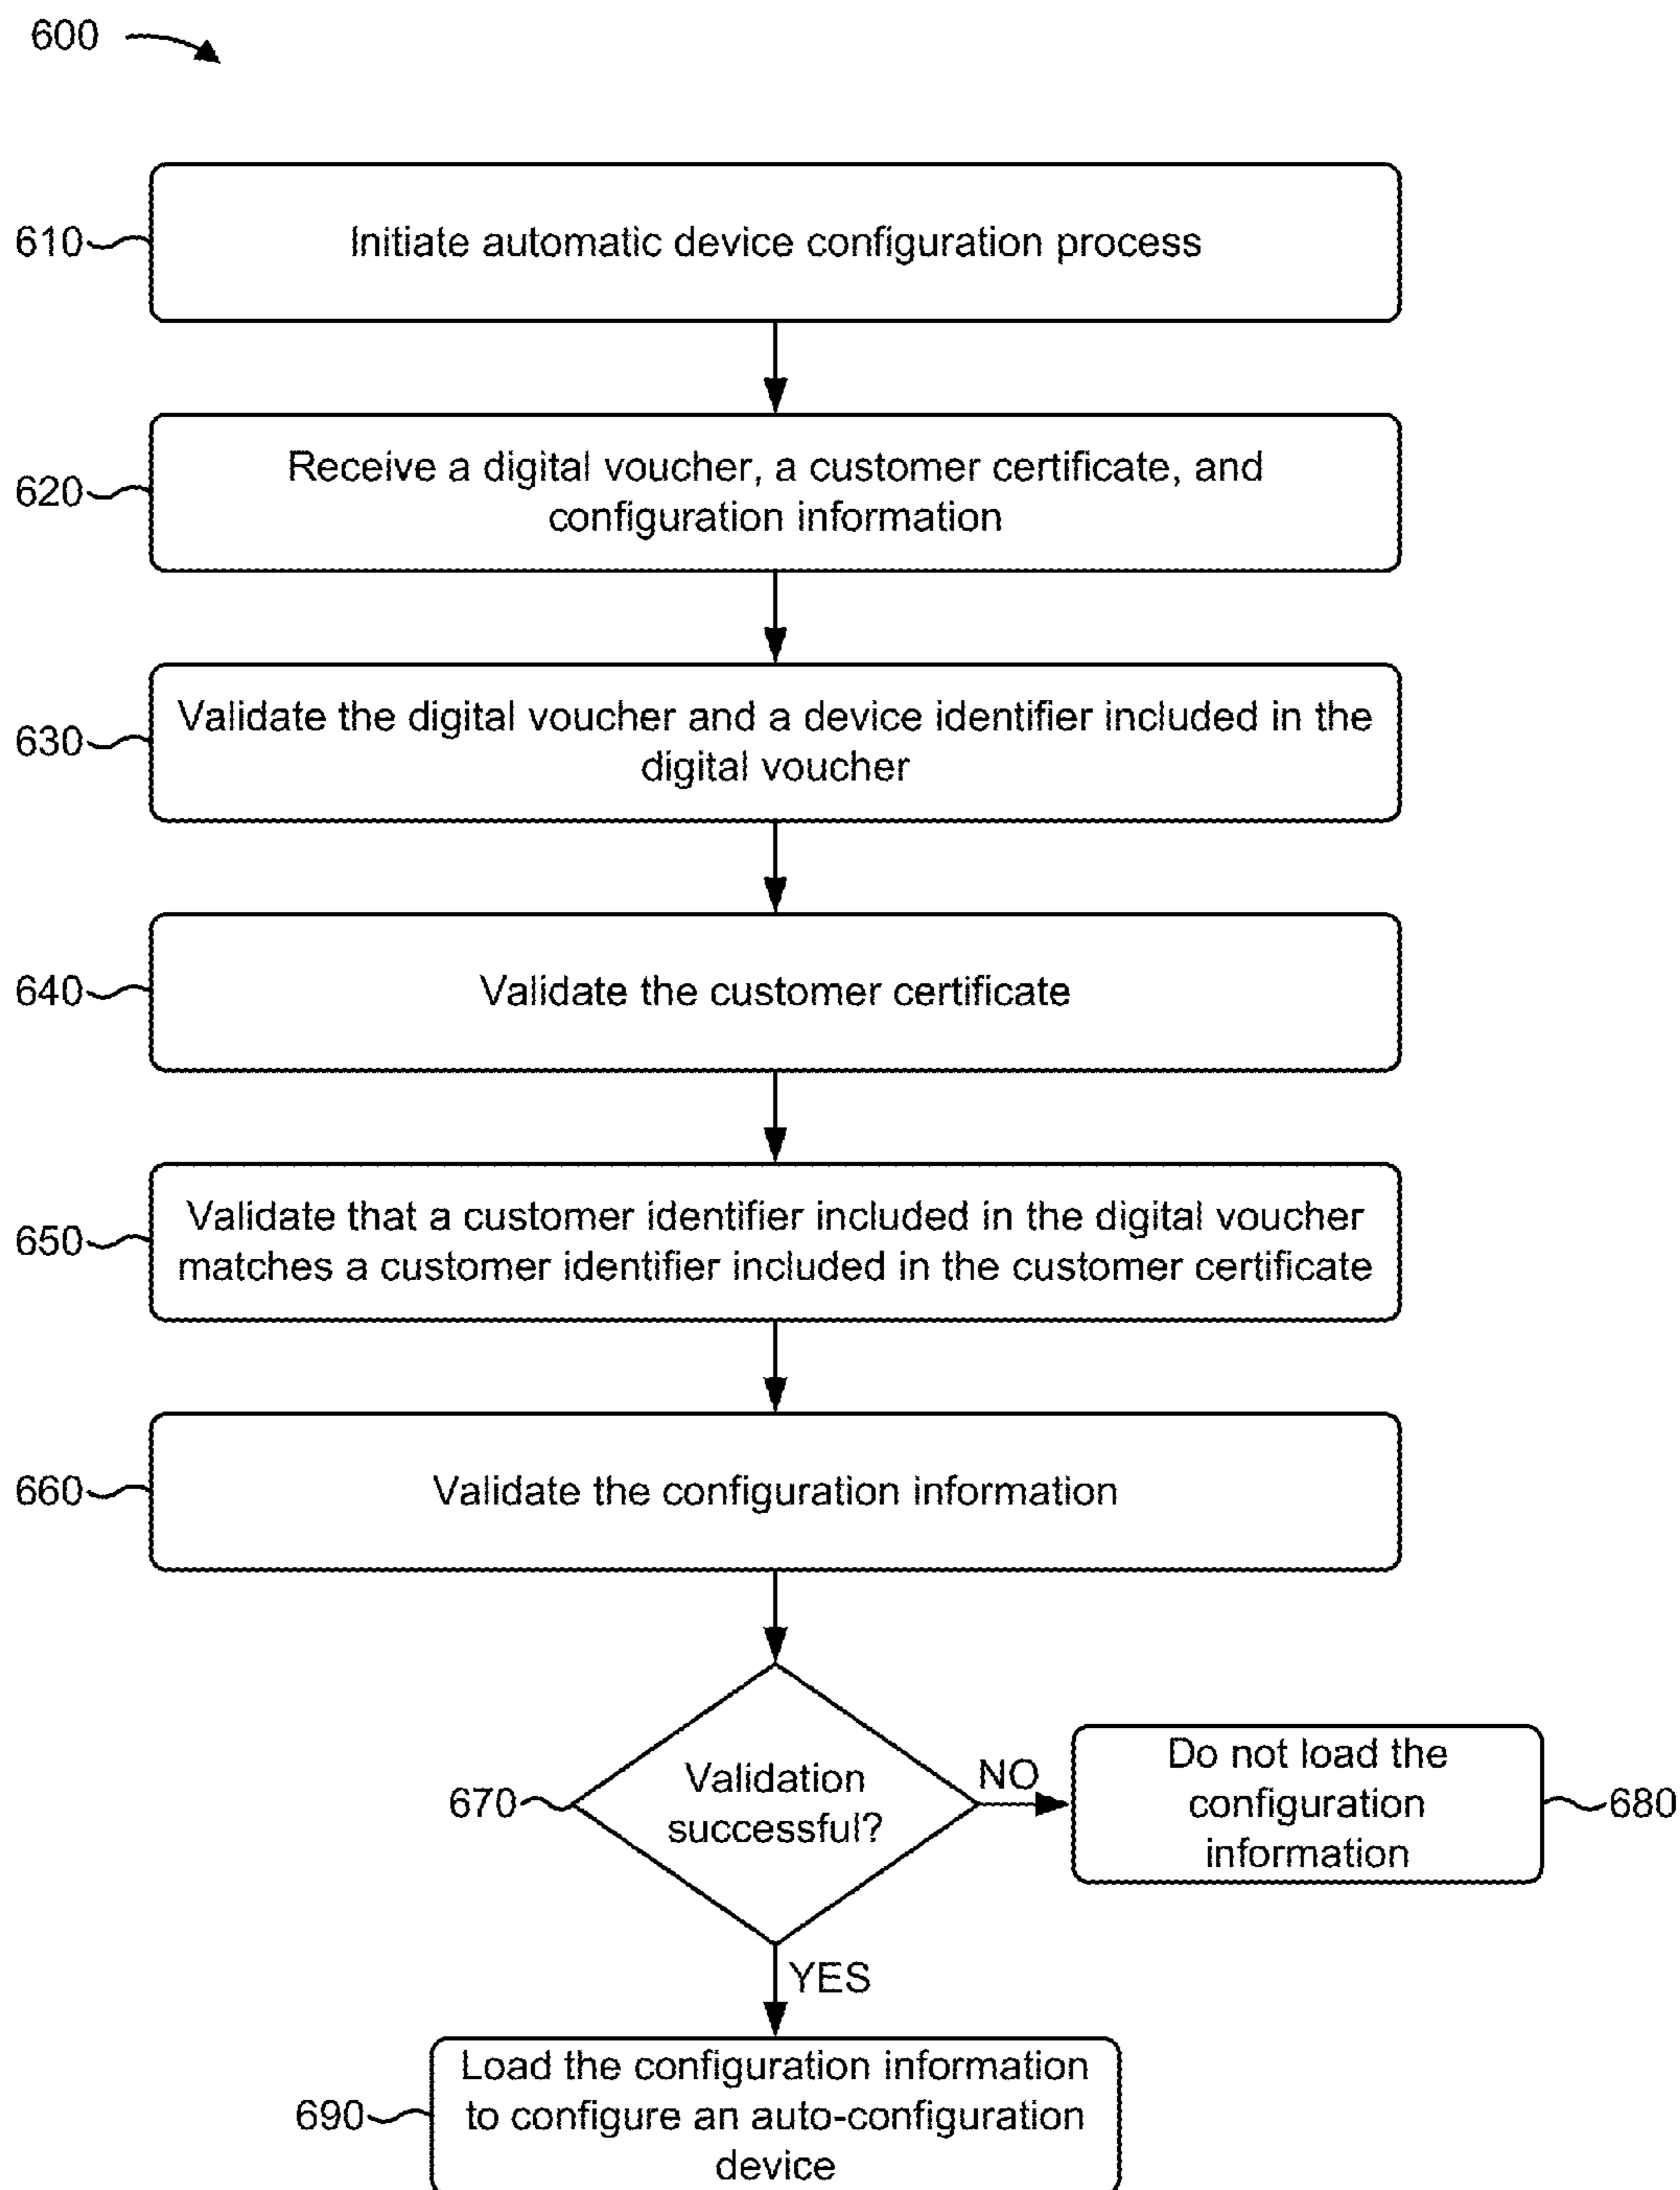 600
610
Initiate automatic device configuration process
620
Receive a digital voucher, a customer certificate, and
configuration information
630
Validate the digital voucher and a device identifier included in the
digital voucher
640
Validate the customer certificate
650
Validate that a customer identifier included in the digital voucher
matches a customer identifier included in the customer certificate
660
Validate the configuration information
670
Validation
successful?
NO
Do not load the
configuration
information
680
YES
690
Load the configuration information
to configure an auto-configuration
device